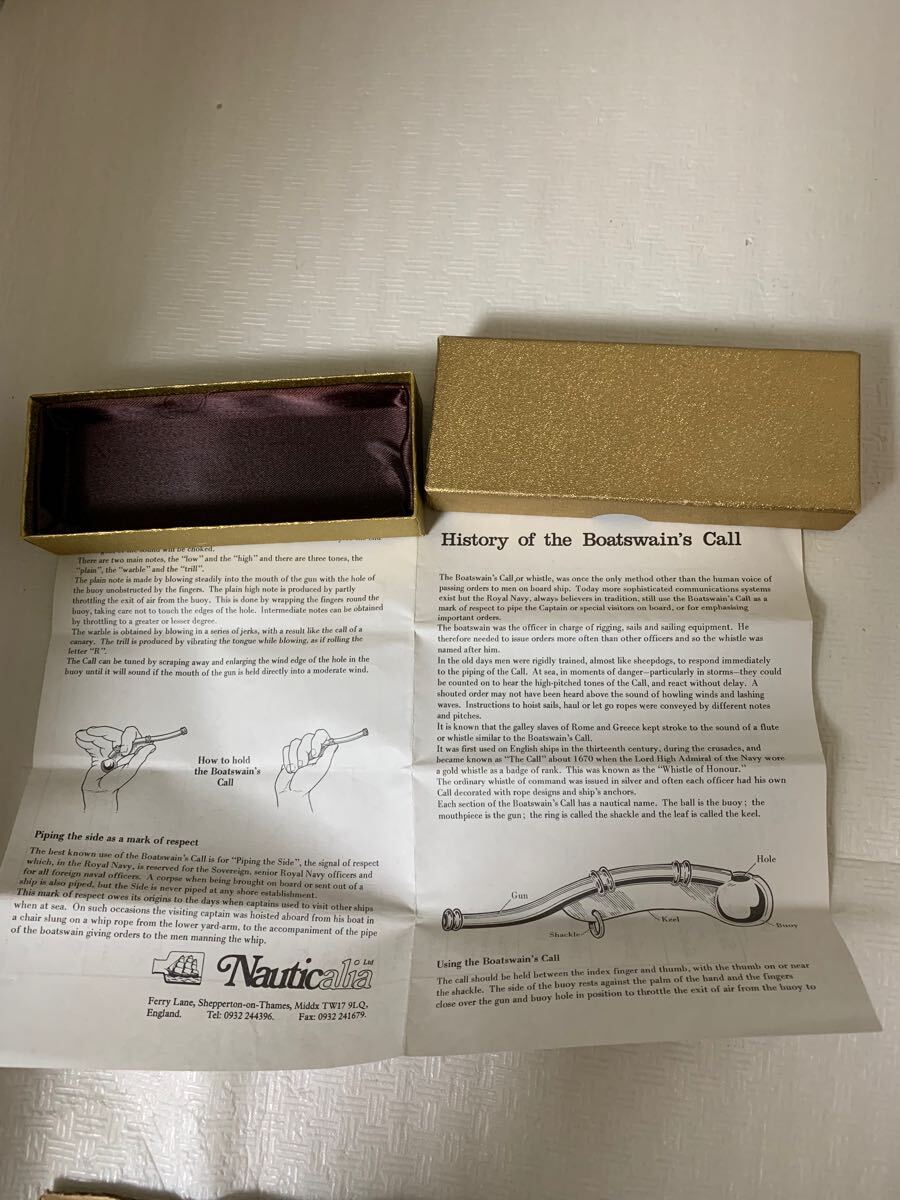 sound will be choked.
There are two main notes, the "low" and the "high" and there are three tones, the
"plain", the "warble" and the "trill".
The plain note is made by blowing steadily into the mouth of the gun with the hole of
the buoy unobstructed by the fingers. The plain high note is produced by partly
throttling the exit of air from the buoy. This is done by wrapping the fingers round the
buoy, taking care not to touch the edges of the hole. Intermediate notes can be obtained
by throttling to a greater or lesser degree.
The warble is obtained by blowing in a series of jerks, with a result like the call of a
canary. The trill is produced by vibrating the tongue while blowing, as if rolling the
letter "R".
The Call can be tuned by scraping away and enlarging the wind edge of the hole in the
buoy until it will sound if the mouth of the gun is held directly into a moderate wind.
How to hold
the Boatswain's
Call
Piping the side as a mark of respect
The best known use of the Boatswain's Call is for "Piping the Side", the signal of respect
which, in the Royal Navy, is reserved for the Sovereign, senior Royal Navy officers and
for all foreign naval officers. A corpse when being brought on board or sent out of a
ship is also piped, but the Side is never piped at any shore establishment.
This mark of respect owes its origins to the days when captains used to visit other ships
when at sea. On such occasions the visiting captain was hoisted aboard from his boat in
a chair slung on a whip rope from the lower yard-arm, to the accompaniment of the pipe
of the boatswain giving orders to the men manning the whip.
Nauticalia Ltd
Ferry Lane, Shepperton-on-Thames, Middx TW17 9LQ,
England. Tel: 0932 244396. Fax: 0932 241679.
History of the Boatswain's Call
The Boatswain's Call, or whistle, was once the only method other than the human voice of
passing orders to men on board ship. Today more sophisticated communications systems
exist but the Royal Navy, always believers in tradition, still use the Boatswain's Call as a
mark of respect to pipe the Captain or special visitors on board, or for emphasising
important orders.
The boatswain was the officer in charge of rigging, sails and sailing equipment. He
therefore needed to issue orders more often than other officers and so the whistle was
named after him.
In the old days men were rigidly trained, almost like sheepdogs, to respond immediately
to the piping of the Call. At sea, in moments of danger—particularly in storms—they could
be counted on to hear the high-pitched tones of the Call, and react without delay. A
shouted order may not have been heard above the sound of howling winds and lashing
waves. Instructions to hoist sails, haul or let go ropes were conveyed by different notes
and pitches.
It is known that the galley slaves of Rome and Greece kept stroke to the sound of a flute
or whistle similar to the Boatswain's Call.
It was first used on English ships in the thirteenth century, during the crusades, and
became known as "The Call" about 1670 when the Lord High Admiral of the Navy wore
a gold whistle as a badge of rank. This was known as the "Whistle of Honour."
The ordinary whistle of command was issued in silver and often each officer had his own
Call decorated with rope designs and ship's anchors.
Each section of the Boatswain's Call has a nautical name. The ball is the buoy; the
mouthpiece is the gun; the ring is called the shackle and the leaf is called the keel.
Hole
Gun
Keel
Buoy
Shackle
Using the Boatswain's Call
The call should be held between the index finger and thumb, with the thumb on or near
the shackle. The side of the buoy rests against the palm of the hand and the fingers
close over the gun and buoy hole in position to throttle the exit of air from the buoy to